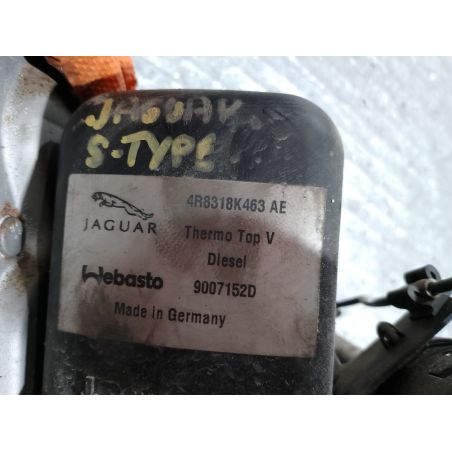 JAGUAR
S-TYPE
JAGUAR
4R8318K463 AE
Thermo Top V
Diesel
Webasto
9007152D
Made in Germany